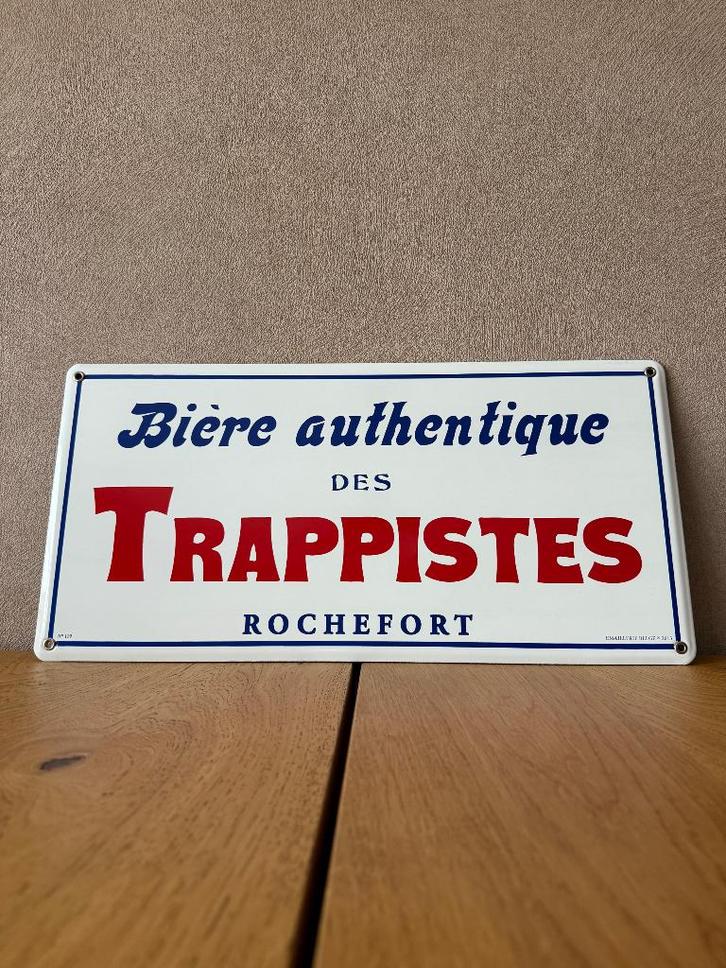 Bière authentique
DES
TRAPPISTES
ROCHEFORT